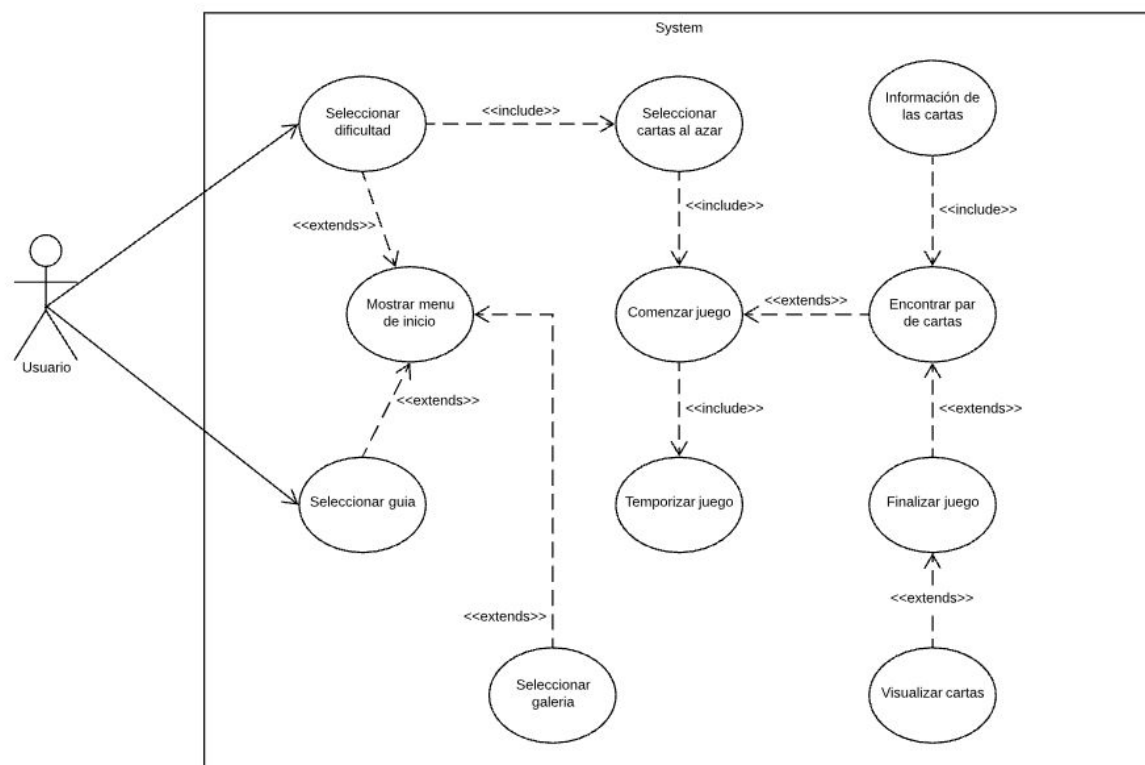 System
Seleccionar
dificultad
<<include>>
Seleccionar
cartas al azar
Información de
las cartas
<<extends>>
<<include>>
<<include>>
Usuario
Mostrar menu
de inicio
Comenzar juego
<<extends>>
Encontrar par
de cartas
<<extends>>
<<include>>
<<extends>>
Seleccionar guia
Temporizar juego
Finalizar juego
<<extends>>
<<extends>>
Seleccionar
galeria
Visualizar cartas